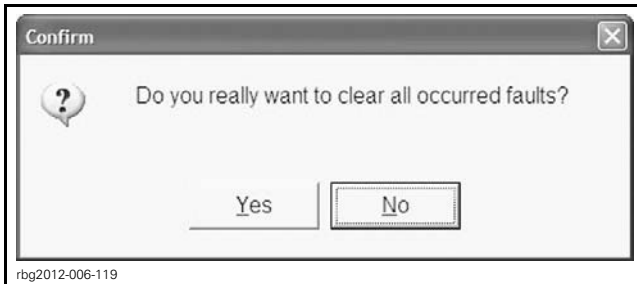 Confirm
?
Do you really want to clear all occurred faults?
Yes
No
rbg2012-006-119